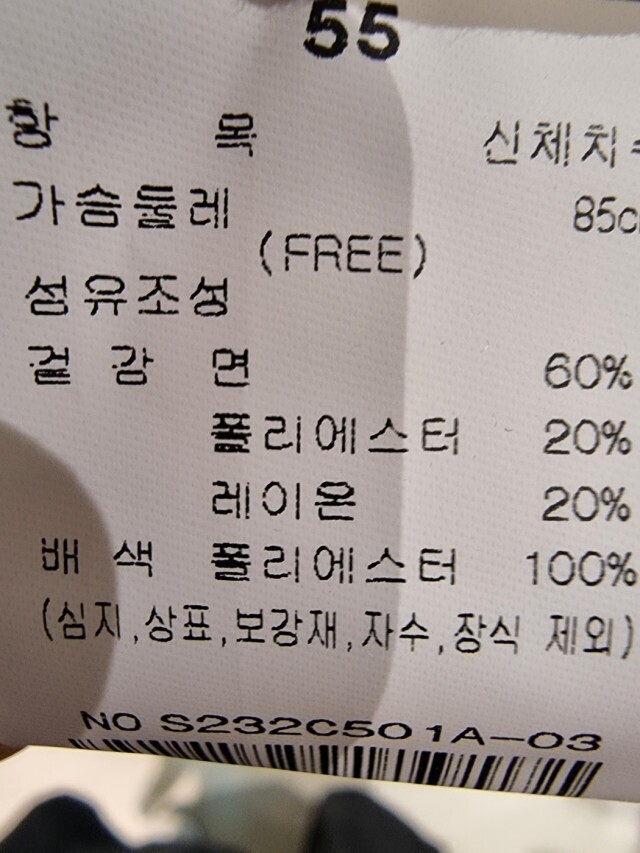 55
항 목 신체치수
가슴둘레 85c
(FREE)
섬유조성
겉 감 면 60%
폴리에스터 20%
레이온 20%
배 색 폴리에스터 100%
(심지,상표,보강재,자수,장식 제외)
NO S232C501A-03